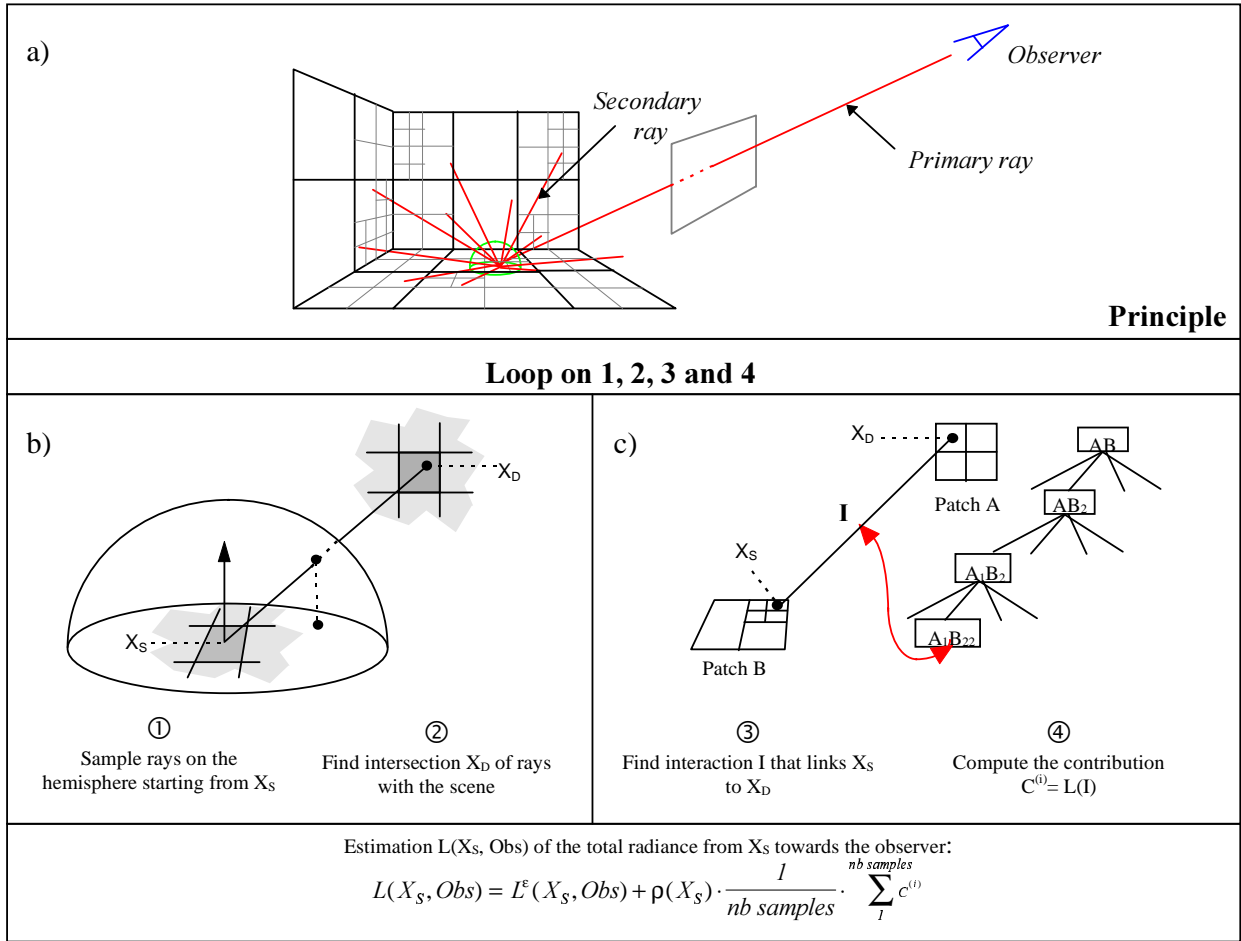 a)
Observer
Secondary
ray
Primary ray
Principle
Loop on 1, 2, 3 and 4
b)
X_D
X_S
①
Sample rays on the
hemisphere starting from X_S
②
Find intersection X_D of rays
with the scene
c)
X_D
Patch A
I
X_S
Patch B
AB
AB₂
A₁B₂
A₁B₂₂
③
Find interaction I that links X_S
to X_D
④
Compute the contribution
C⁽ⁱ⁾= L(I)
Estimation L(X_S, Obs) of the total radiance from X_S towards the observer:
L(X_S, Obs) = L^ε (X_S, Obs) + ρ(X_S) · 1 / nb samples · ∑_1^{nb samples} C^{(i)}